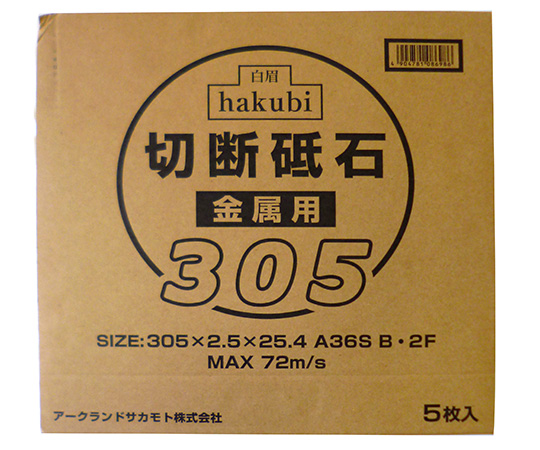 4904781086986
白眉
hakubi
切断砥石
金属用
305
SIZE:305×2.5×25.4 A36S B・2F
MAX 72m/s
アークランドサカモト株式会社
5枚入